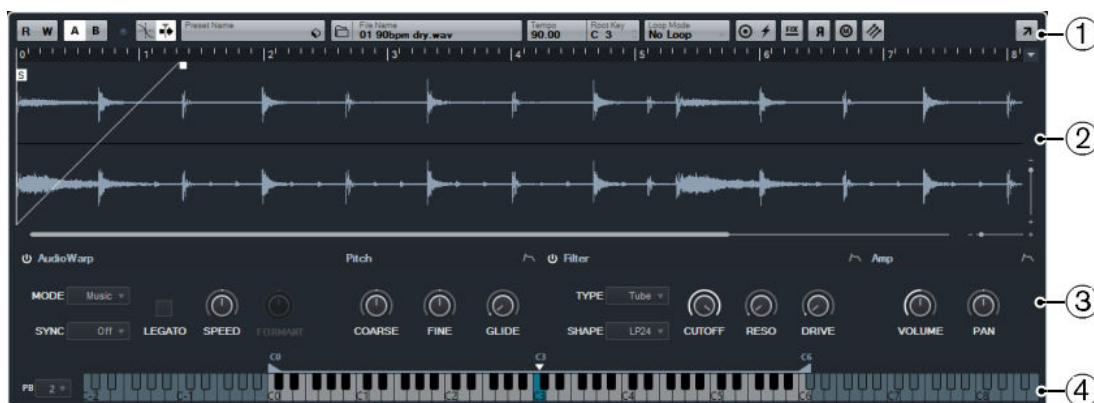 R W A B Preset Name File Name Tempo Root Key Loop Mode
01 90bpm dry.wav 90.00 C 3 No Loop FIX R M
①
0 1 2 3 4 5 6 7 8
S
②
AudioWarp Pitch Filter Amp
MODE Music TYPE Tube
③
SYNC Off LEGATO SPEED FORMANT COARSE FINE GLIDE SHAPE LP24 CUTOFF RESO DRIVE VOLUME PAN
C0 C3 C6
PB 2 C-2 C-1 C0 C1 C2 C3 C4 C5 C6 C7 C8
④